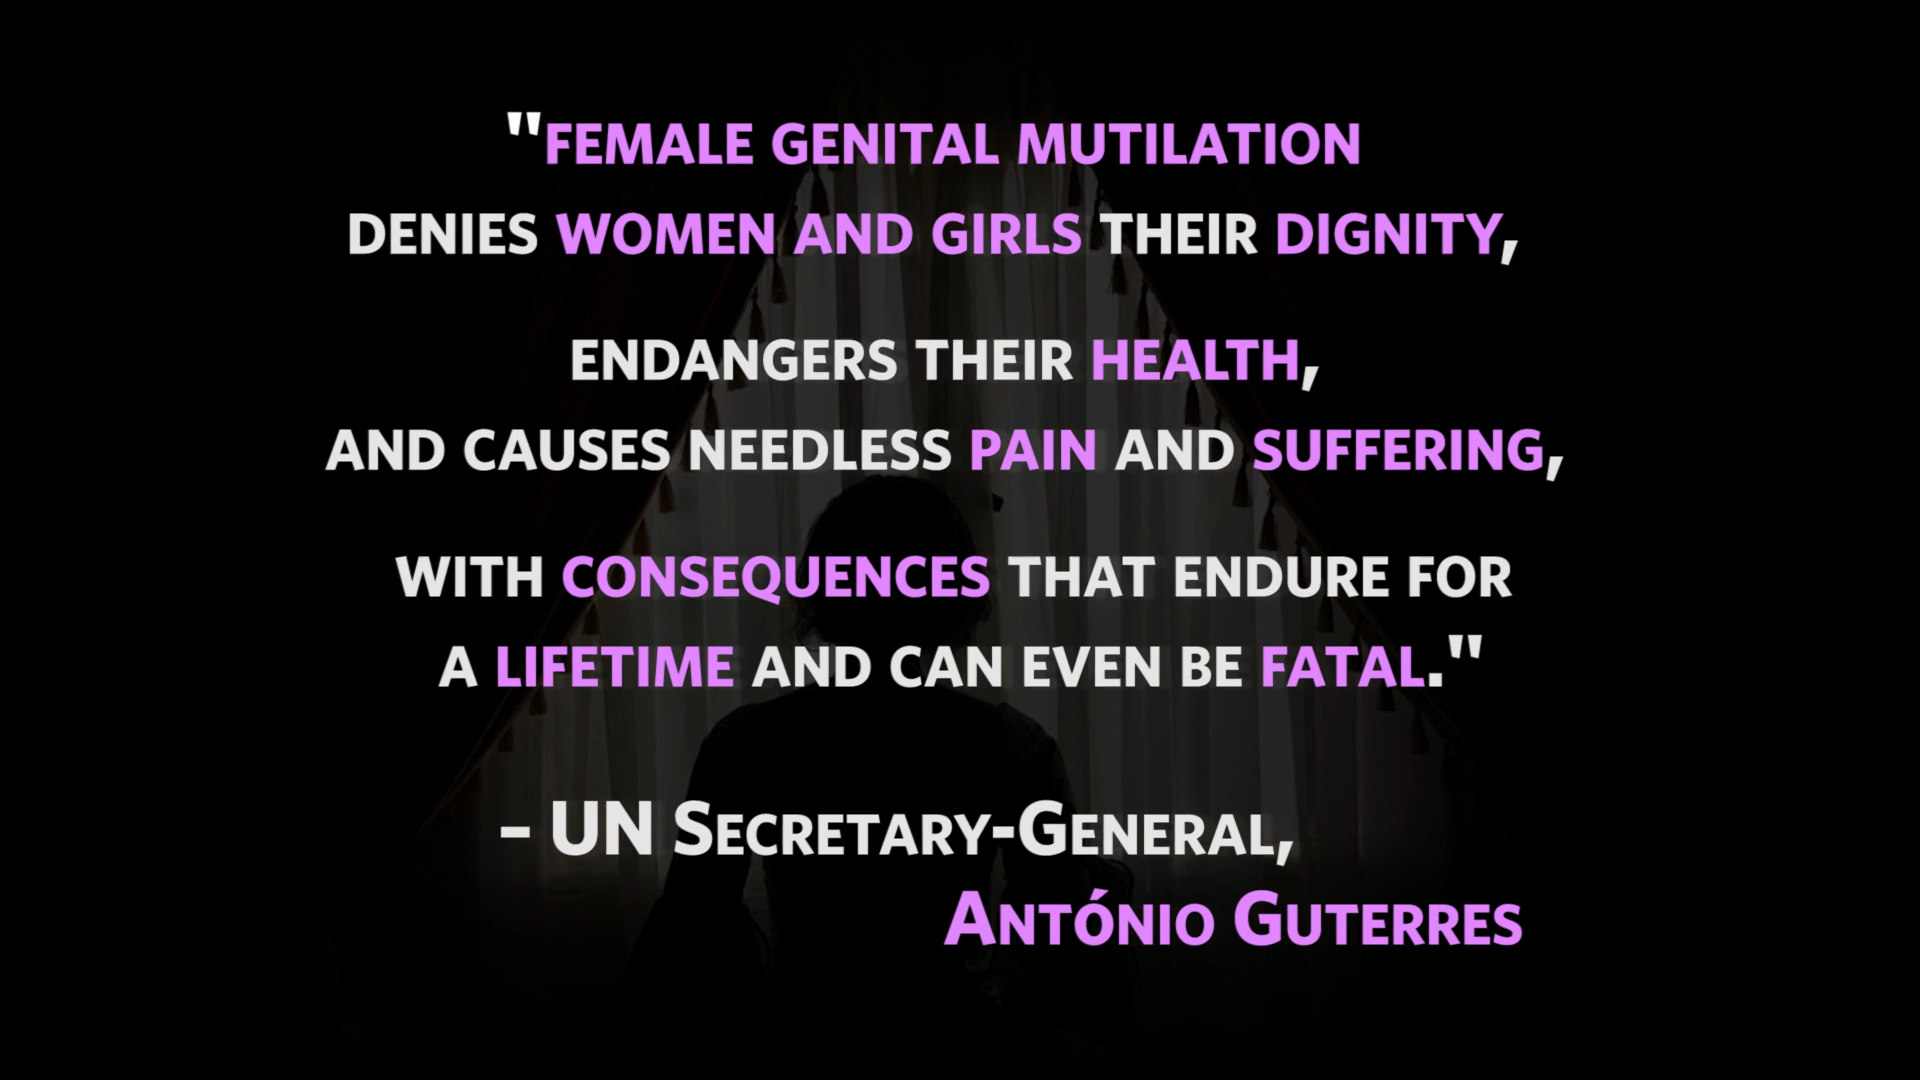 "FEMALE GENITAL MUTILATION
DENIES WOMEN AND GIRLS THEIR DIGNITY,
ENDANGERS THEIR HEALTH,
AND CAUSES NEEDLESS PAIN AND SUFFERING,
WITH CONSEQUENCES THAT ENDURE FOR
A LIFETIME AND CAN EVEN BE FATAL."
– UN SECRETARY-GENERAL,
ANTÓNIO GUTERRES